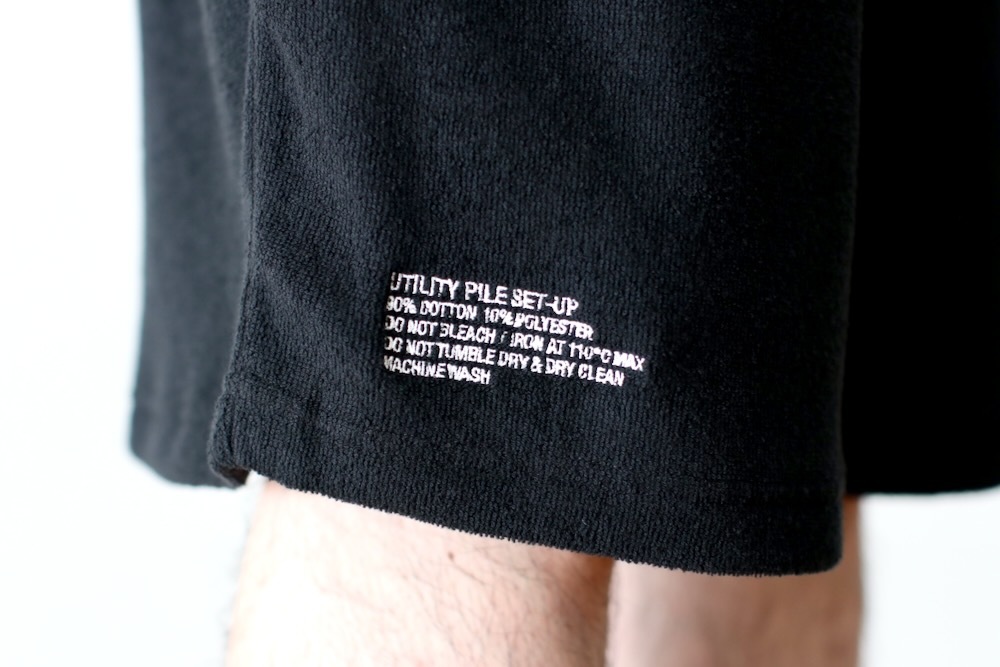 UTILITY PILE SET-UP
90% COTTON 10% POLYESTER
DO NOT BLEACH / IRON AT 110°C MAX
DO NOT TUMBLE DRY & DRY CLEAN
MACHINE WASH